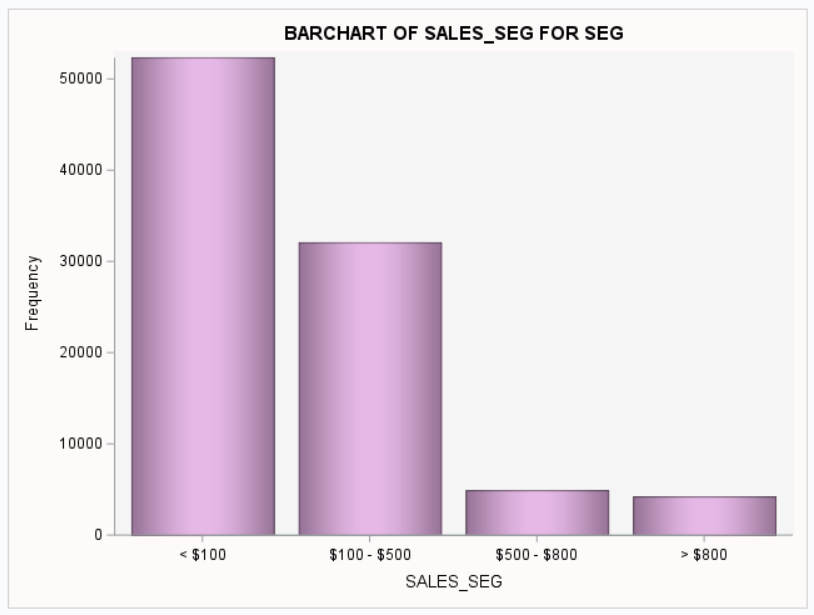 BARCHART OF SALES_SEG FOR SEG
50000
40000
30000
20000
10000
0
Frequency
< $100 $100 - $500 $500 - $800 > $800
SALES_SEG